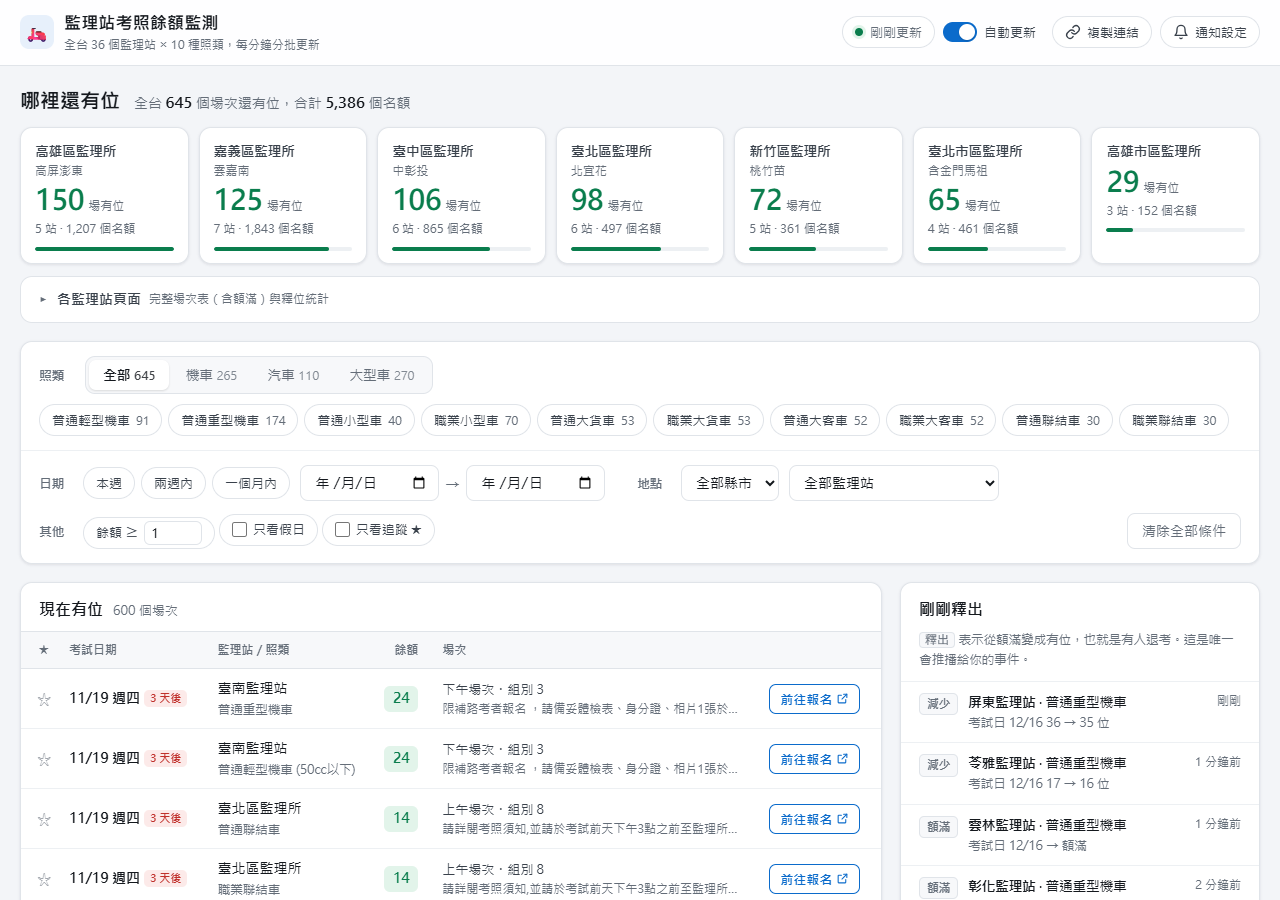 監理站考照餘額監測
全台 36 個監理站 × 10 種照類，每分鐘分批更新
剛剛更新
自動更新
複製連結
通知設定
哪裡還有位 全台 645 個場次還有位，合計 5,386 個名額
高雄區監理所
高屏澎東
150 場有位
5 站 · 1,207 個名額
嘉義區監理所
雲嘉南
125 場有位
7 站 · 1,843 個名額
臺中區監理所
中彰投
106 場有位
6 站 · 865 個名額
臺北區監理所
北宜花
98 場有位
6 站 · 497 個名額
新竹區監理所
桃竹苗
72 場有位
5 站 · 361 個名額
臺北市區監理所
含金門馬祖
65 場有位
4 站 · 461 個名額
高雄市區監理所
29 場有位
3 站 · 152 個名額
▸ 各監理站頁面 完整場次表（含額滿）與釋位統計
照類 全部 645 機車 265 汽車 110 大型車 270
普通輕型機車 91 普通重型機車 174 普通小型車 40 職業小型車 70 普通大貨車 53 職業大貨車 53 普通大客車 52 職業大客車 52 普通聯結車 30 職業聯結車 30
日期 本週 兩週內 一個月內 年 /月/日 → 年 /月/日 地點 全部縣市 全部監理站
其他 餘額 ≥ 1 只看假日 只看追蹤 ★ 清除全部條件
現在有位 600 個場次
★ 考試日期 監理站 / 照類 餘額 場次
☆ 11/19 週四 3 天後 臺南監理站 24 下午場次．組別 3 前往報名
普通重型機車 限補路考者報名 ，請備妥體檢表、身分證、相片1張於...
☆ 11/19 週四 3 天後 臺南監理站 24 下午場次．組別 3 前往報名
普通輕型機車 (50cc以下) 限補路考者報名 ，請備妥體檢表、身分證、相片1張於...
☆ 11/19 週四 3 天後 臺北區監理所 14 上午場次．組別 8 前往報名
普通聯結車 請詳閱考照須知,並請於考試前天下午3點之前至監理所...
☆ 11/19 週四 3 天後 臺北區監理所 14 上午場次．組別 8 前往報名
職業聯結車 請詳閱考照須知,並請於考試前天下午3點之前至監理所...
剛剛釋出
釋出 表示從額滿變成有位，也就是有人退考。這是唯一
會推播給你的事件。
減少 屏東監理站 · 普通重型機車 剛剛
考試日 12/16 36 → 35 位
減少 苓雅監理站 · 普通重型機車 1 分鐘前
考試日 12/16 17 → 16 位
額滿 雲林監理站 · 普通重型機車 1 分鐘前
考試日 12/16 → 額滿
額滿 彰化監理站 · 普通重型機車 2 分鐘前